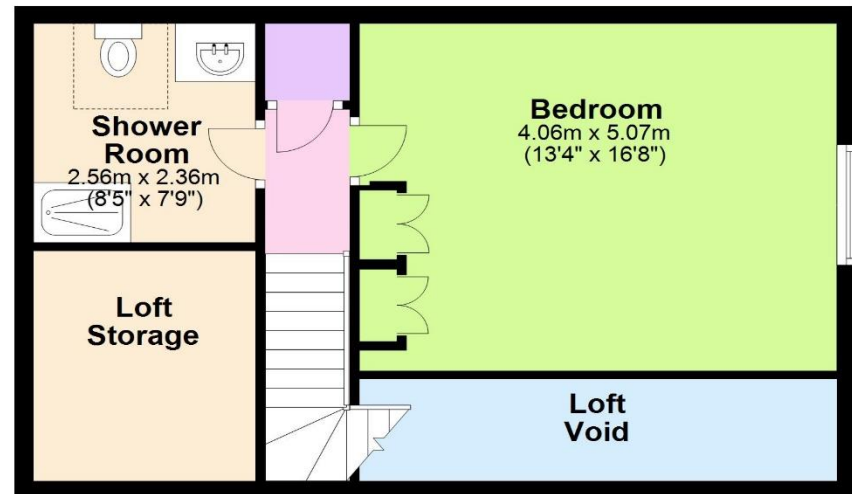 Shower
Room
2.56m x 2.36m
(8'5" x 7'9")
Bedroom
4.06m x 5.07m
(13'4" x 16'8")
Loft
Storage
Loft
Void